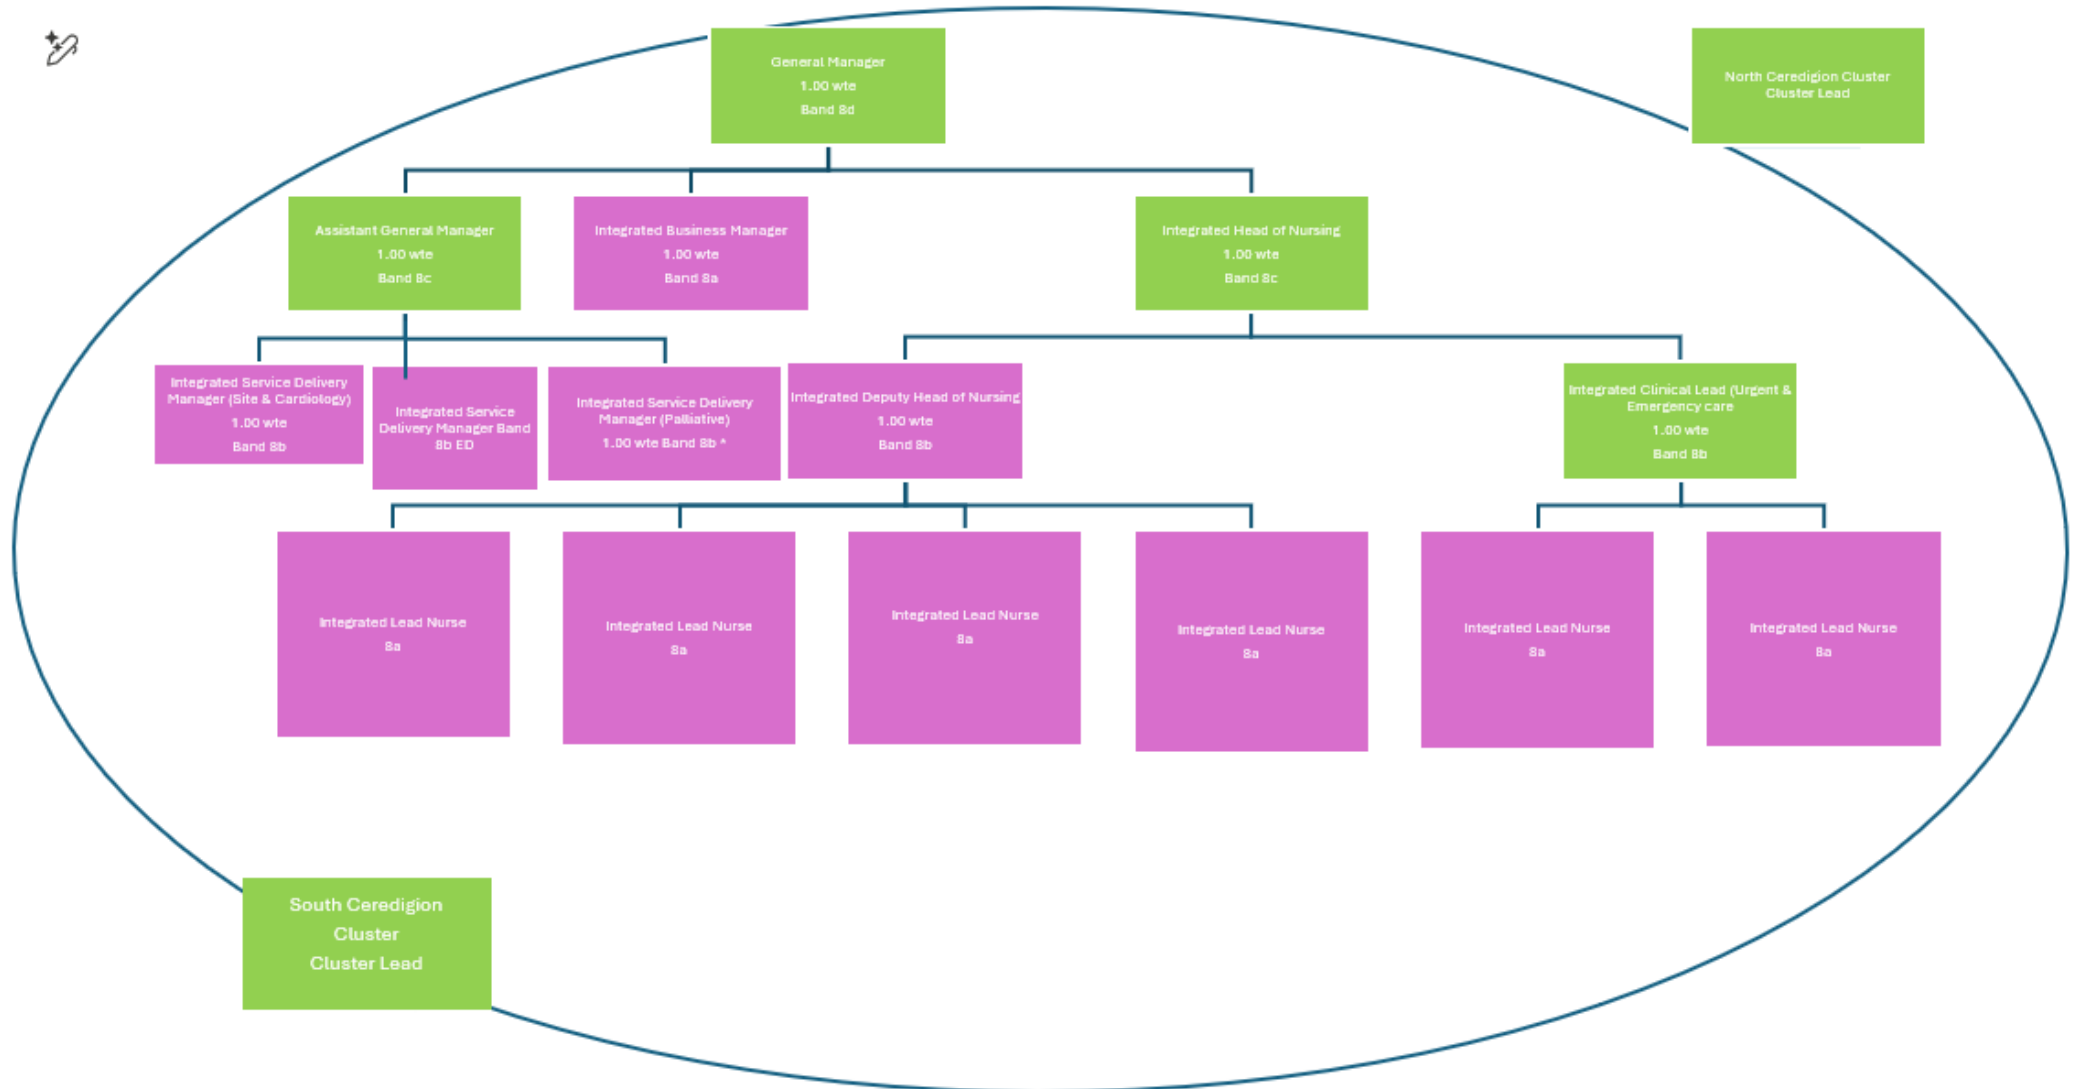 General Manager
1.00 wte
Band 8d
North Ceredigion Cluster
Cluster Lead
Assistant General Manager
1.00 wte
Band 8c
Integrated Business Manager
1.00 wte
Band 8a
Integrated Head of Nursing
1.00 wte
Band 8c
Integrated Service Delivery
Manager (Site & Cardiology)
1.00 wte
Band 8b
Integrated Service
Delivery Manager Band
8b ED
Integrated Service Delivery
Manager (Palliative)
1.00 wte Band 8b *
Integrated Deputy Head of Nursing
1.00 wte
Band 8b
Integrated Clinical Lead (Urgent &
Emergency care
1.00 wte
Band 8b
Integrated Lead Nurse
8a
Integrated Lead Nurse
8a
Integrated Lead Nurse
8a
Integrated Lead Nurse
8a
Integrated Lead Nurse
8a
Integrated Lead Nurse
8a
South Ceredigion
Cluster
Cluster Lead